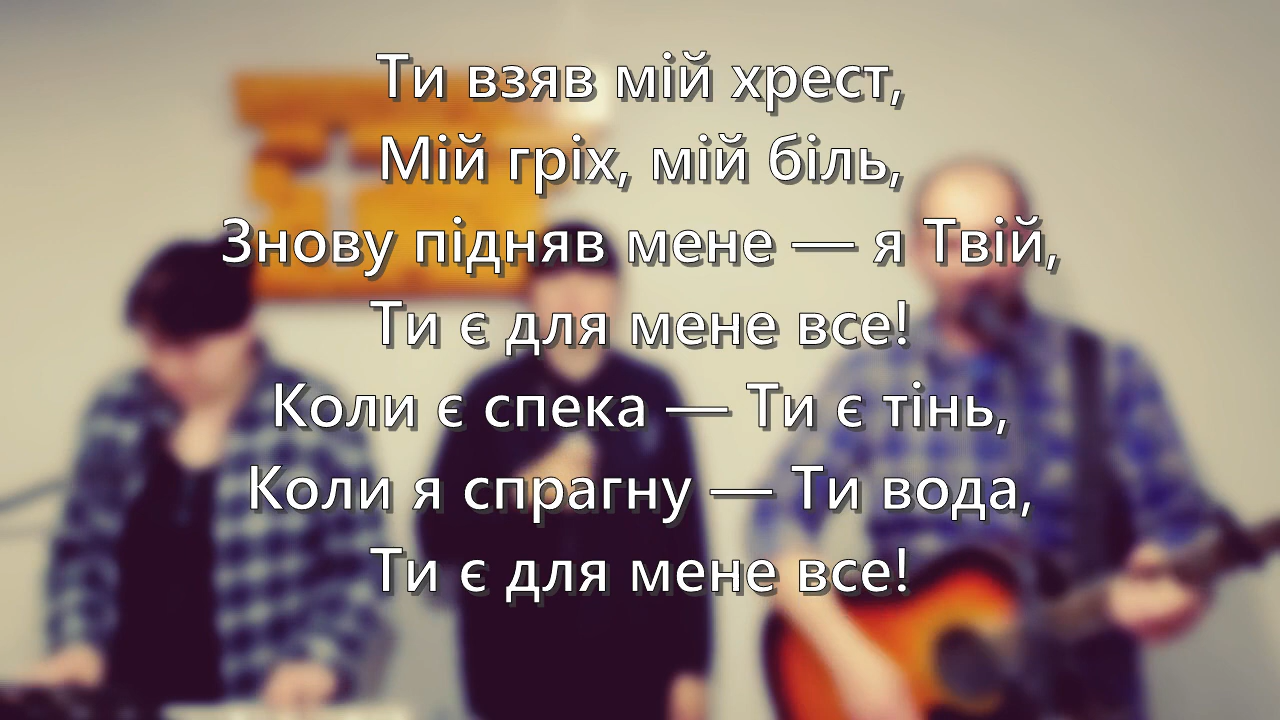 Ти взяв мій хрест,
Мій гріх, мій біль,
Знову підняв мене — я Твій,
Ти є для мене все!
Коли є спека — Ти є тінь,
Коли я спрагну — Ти вода,
Ти є для мене все!